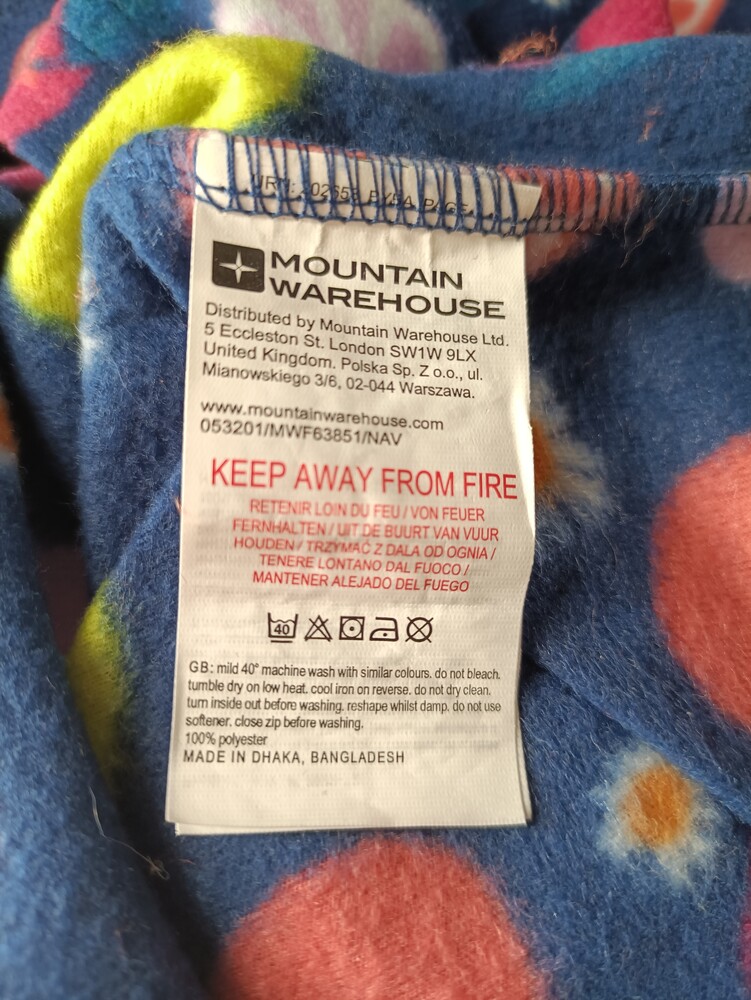 MOUNTAIN
WAREHOUSE
Distributed by Mountain Warehouse Ltd.
5 Eccleston St. London SW1W 9LX
United Kingdom. Polska Sp. Z o.o., ul.
Mianowskiego 3/6, 02-044 Warszawa.
www.mountainwarehouse.com
053201/MWF63851/NAV
KEEP AWAY FROM FIRE
RETENIR LOIN DU FEU / VON FEUER
FERNHALTEN / UIT DE BUURT VAN VUUR
HOUDEN / TRZYMAĆ Z DALA OD OGNIA /
TENERE LONTANO DAL FUOCO /
MANTENER ALEJADO DEL FUEGO
40
GB: mild 40° machine wash with similar colours. do not bleach.
tumble dry on low heat. cool iron on reverse. do not dry clean.
turn inside out before washing. reshape whilst damp. do not use
softener. close zip before washing.
100% polyester
MADE IN DHAKA, BANGLADESH